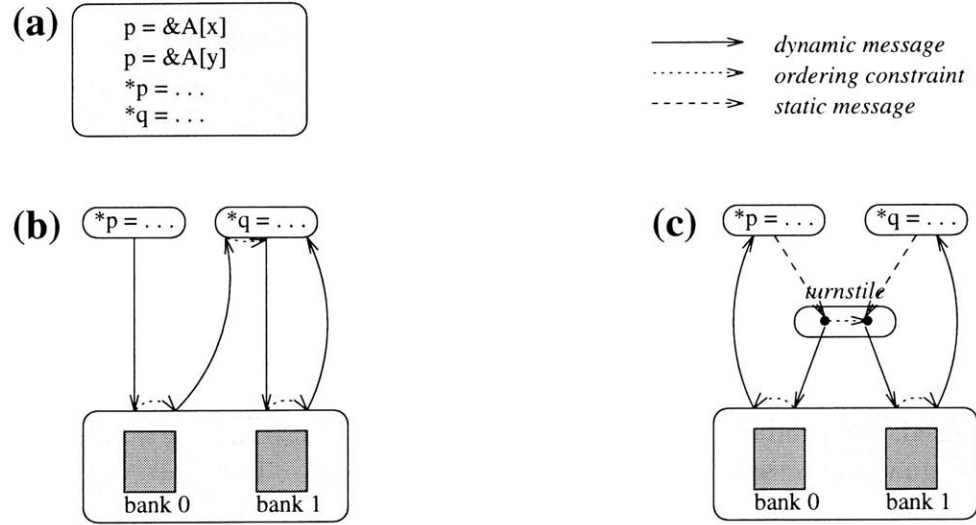 (a)
p = &A[x]
p = &A[y]
*p = . . .
*q = . . .
dynamic message
ordering constraint
static message
(b)
*p = . . .
*q = . . .
bank 0
bank 1
(c)
*p = . . .
*q = . . .
turnstile
bank 0
bank 1